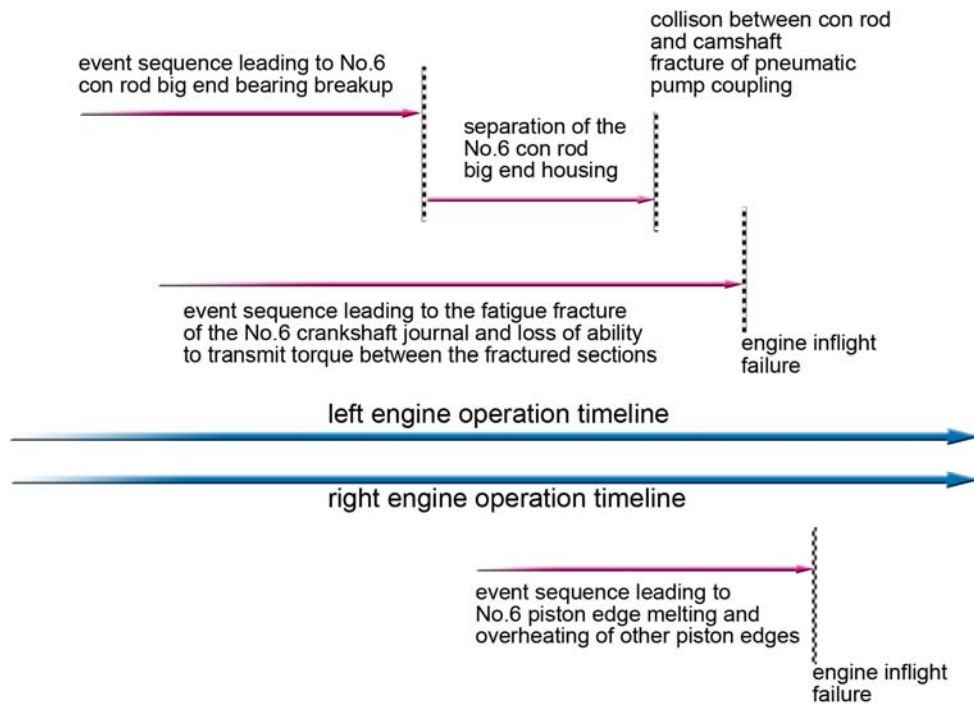 collison between con rod
and camshaft
fracture of pneumatic
pump coupling
event sequence leading to No.6
con rod big end bearing breakup
separation of the
No.6 con rod
big end housing
event sequence leading to the fatigue fracture
of the No.6 crankshaft journal and loss of ability
to transmit torque between the fractured sections
engine inflight
failure
left engine operation timeline
right engine operation timeline
event sequence leading to
No.6 piston edge melting and
overheating of other piston edges
engine inflight
failure